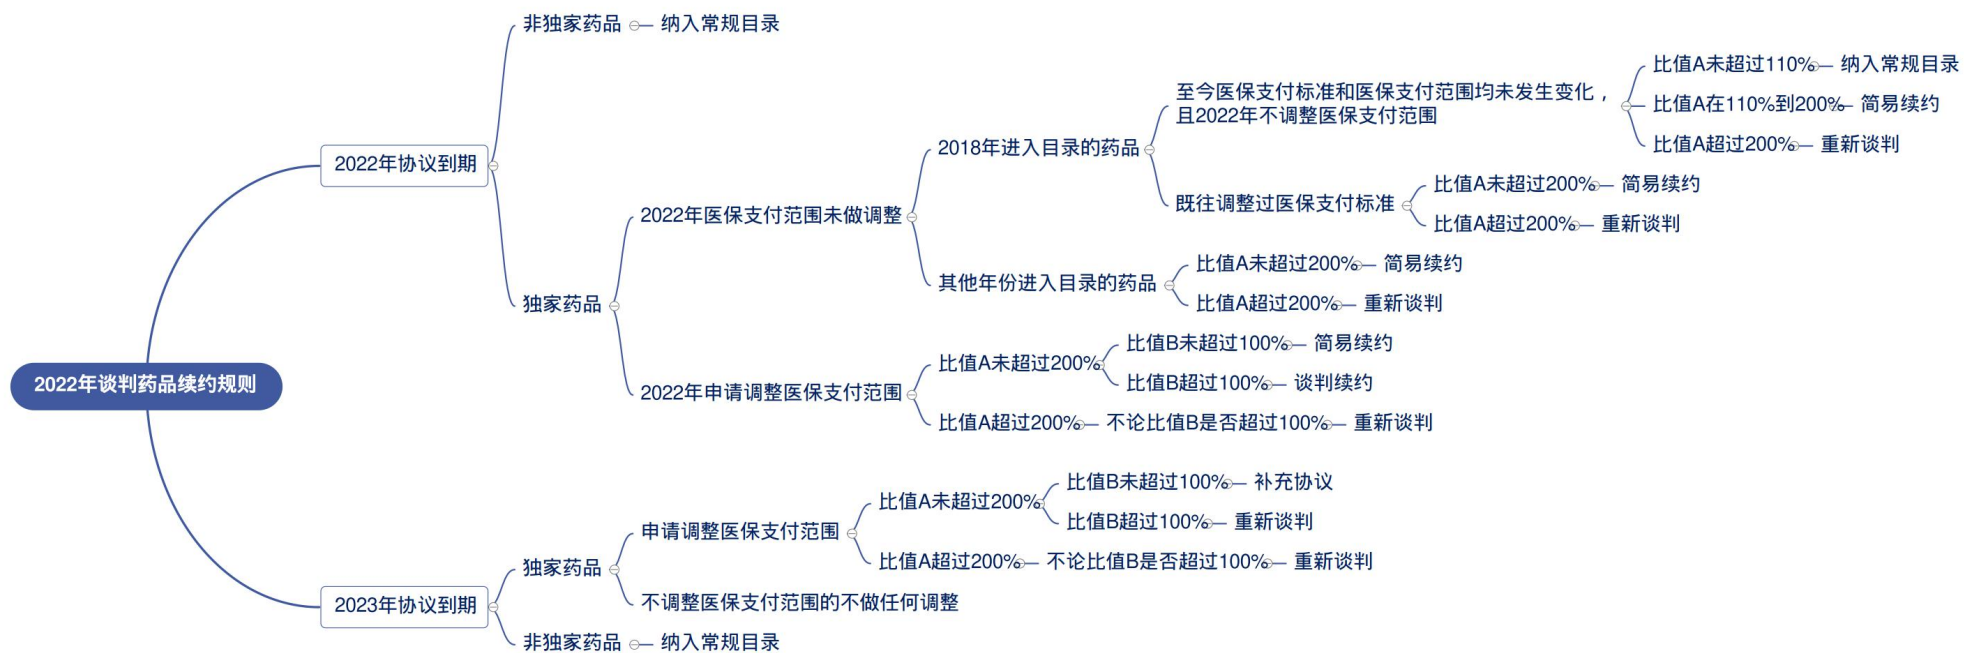 2022年谈判药品续约规则
2022年协议到期
非独家药品
纳入常规目录
独家药品
2022年医保支付范围未做调整
2018年进入目录的药品
至今医保支付标准和医保支付范围均未发生变化，
且2022年不调整医保支付范围
比值A未超过110%
纳入常规目录
比值A在110%到200%
简易续约
比值A超过200%
重新谈判
既往调整过医保支付标准
比值A未超过200%
简易续约
比值A超过200%
重新谈判
其他年份进入目录的药品
比值A未超过200%
简易续约
比值A超过200%
重新谈判
2022年申请调整医保支付范围
比值A未超过200%
比值B未超过100%
简易续约
比值B超过100%
谈判续约
比值A超过200%
不论比值B是否超过100%
重新谈判
2023年协议到期
独家药品
申请调整医保支付范围
比值A未超过200%
比值B未超过100%
补充协议
比值B超过100%
重新谈判
比值A超过200%
不论比值B是否超过100%
重新谈判
不调整医保支付范围的不做任何调整
非独家药品
纳入常规目录